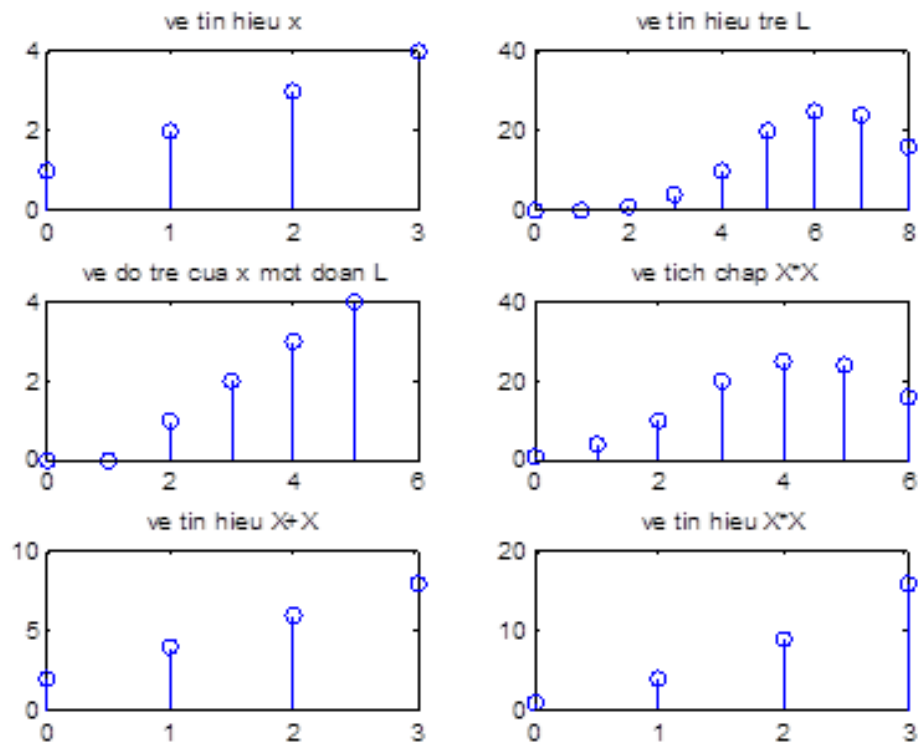 ve tin hieu x
4
2
0
0 1 2 3
ve tin hieu tre L
40
20
0
0 2 4 6 8
ve do tre cua x mot doan L
4
2
0
0 2 4 6
ve tich chap X*X
40
20
0
0 2 4 6
ve tin hieu X+X
10
5
0
0 1 2 3
ve tin hieu X*X
20
10
0
0 1 2 3